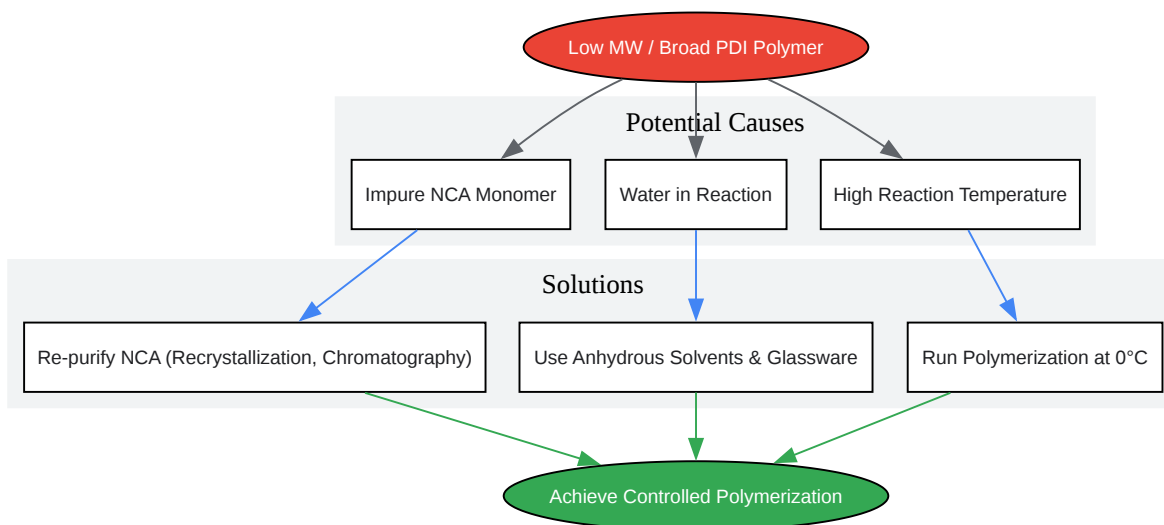 Low MW / Broad PDI Polymer
Potential Causes
Impure NCA Monomer
Water in Reaction
High Reaction Temperature
Solutions
Re-purify NCA (Recrystallization, Chromatography)
Use Anhydrous Solvents & Glassware
Run Polymerization at 0°C
Achieve Controlled Polymerization